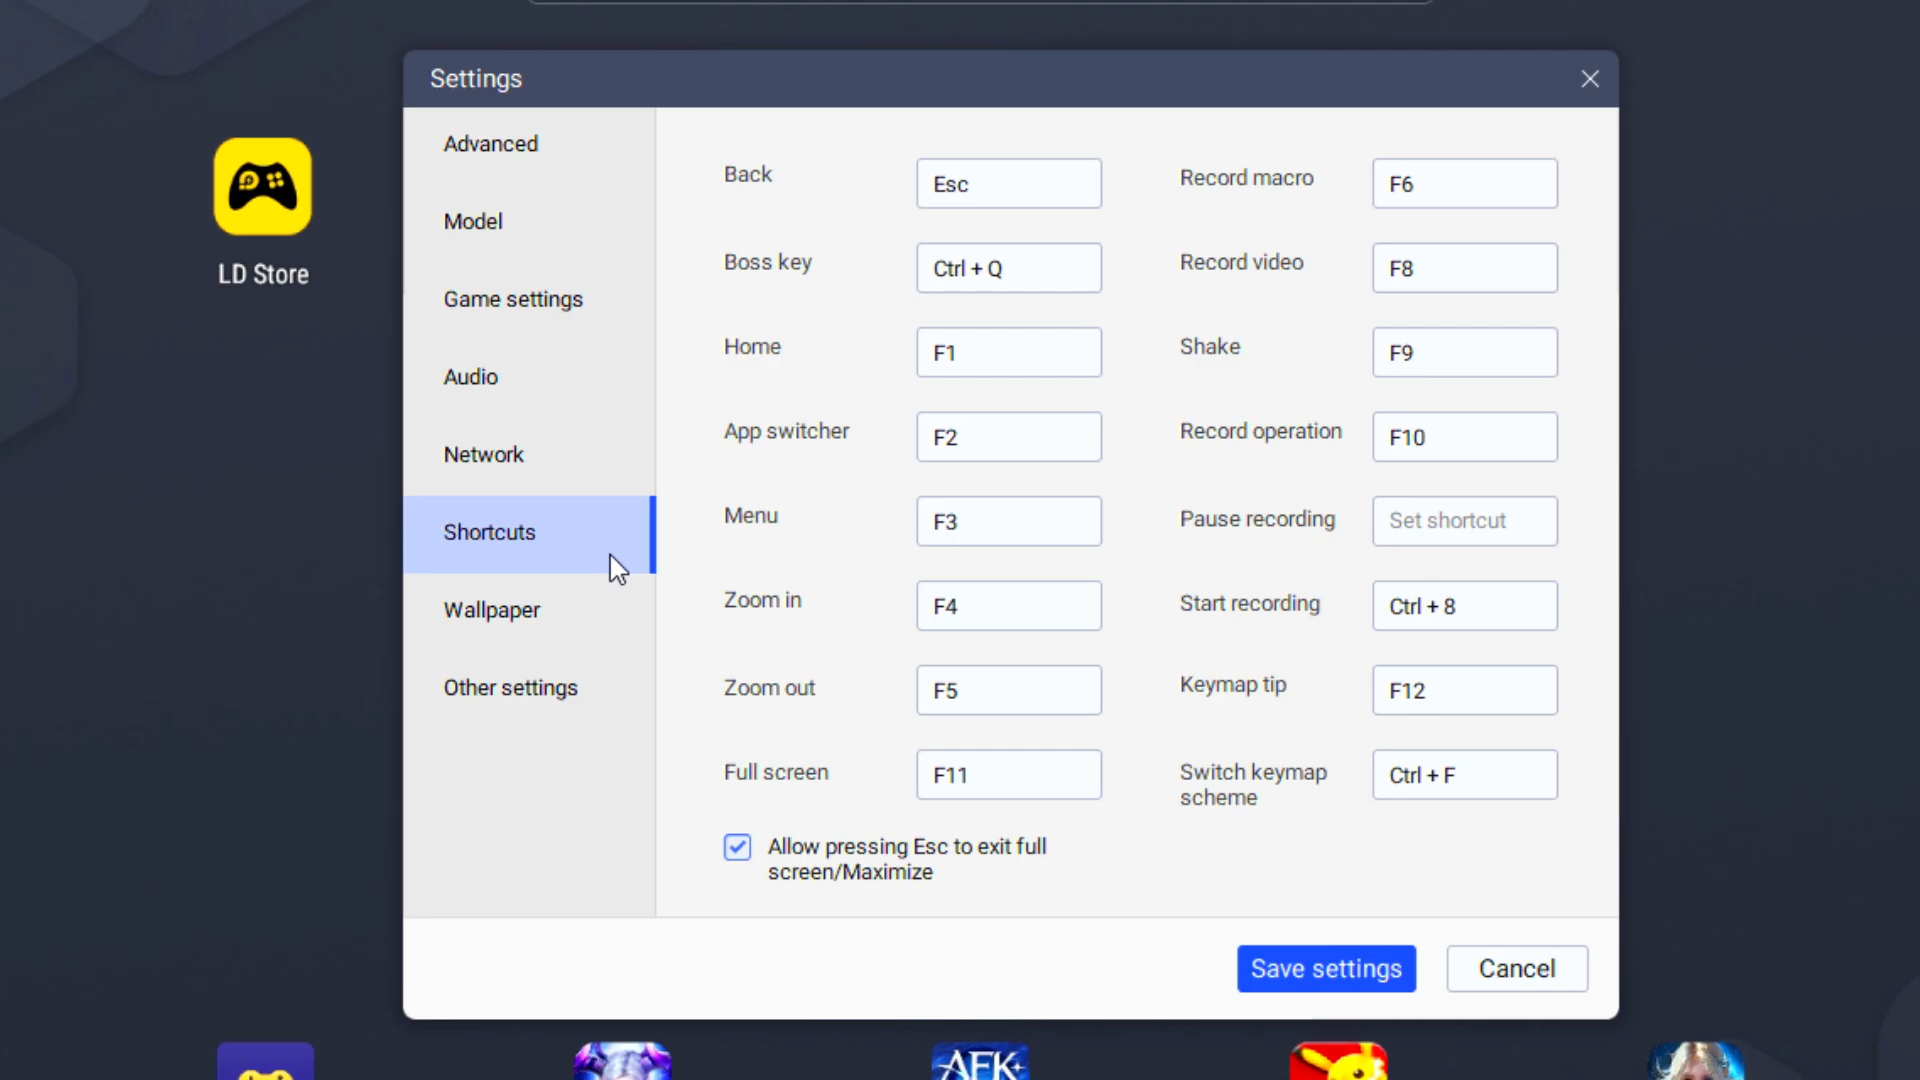 Settings
LD Store
Advanced
Model
Game settings
Audio
Network
Shortcuts
Wallpaper
Other settings
Back
Esc
Boss key
Ctrl + Q
Home
F1
App switcher
F2
Menu
F3
Zoom in
F4
Zoom out
F5
Full screen
F11
Allow pressing Esc to exit full
screen/Maximize
Record macro
F6
Record video
F8
Shake
F9
Record operation
F10
Pause recording
Set shortcut
Start recording
Ctrl + 8
Keymap tip
F12
Switch keymap
scheme
Ctrl + F
Save settings
Cancel
AFK